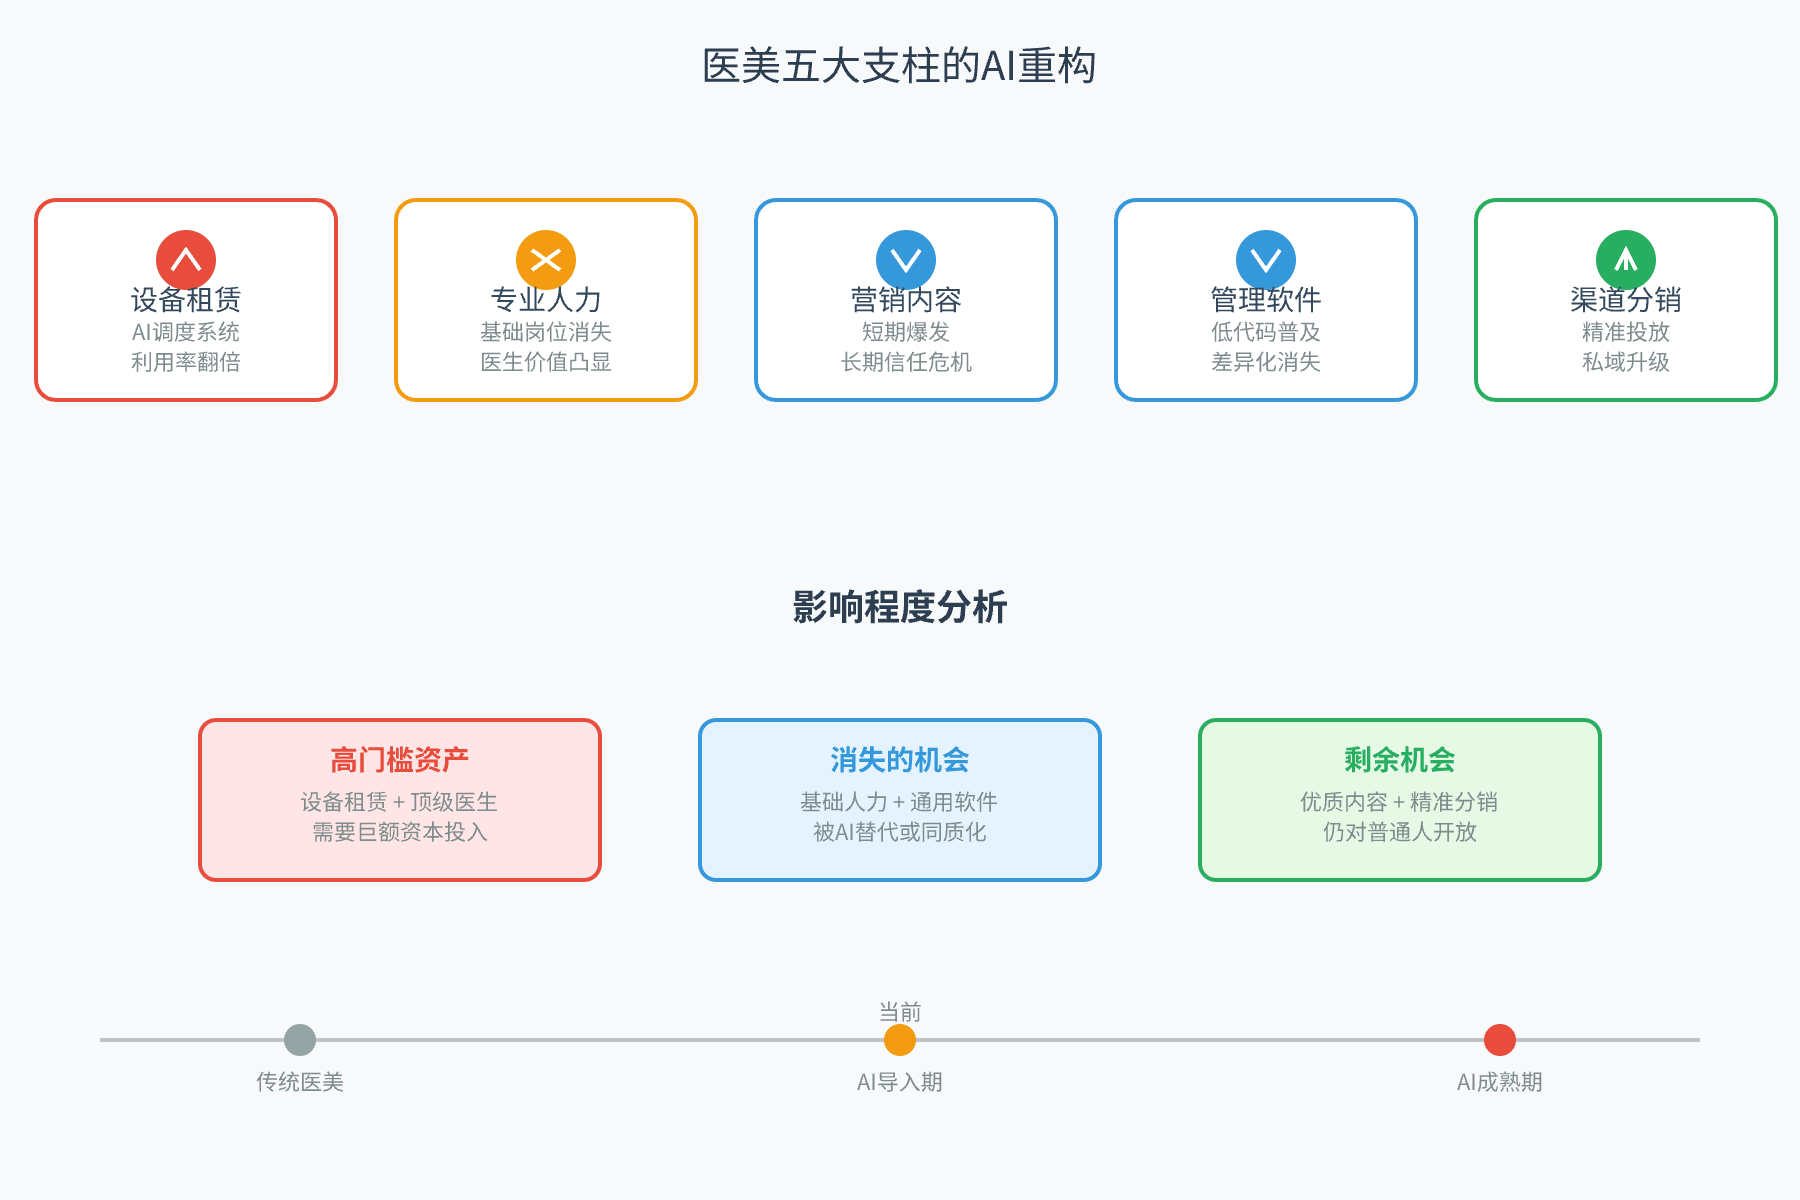 医美五大支柱的AI重构
设备租赁
AI调度系统
利用率翻倍
专业人力
基础岗位消失
医生价值凸显
营销内容
短期爆发
长期信任危机
管理软件
低代码普及
差异化消失
渠道分销
精准投放
私域升级
影响程度分析
高门槛资产
设备租赁 + 顶级医生
需要巨额资本投入
消失的机会
基础人力 + 通用软件
被AI替代或同质化
剩余机会
优质内容 + 精准分销
仍对普通人开放
当前
传统医美
AI导入期
AI成熟期